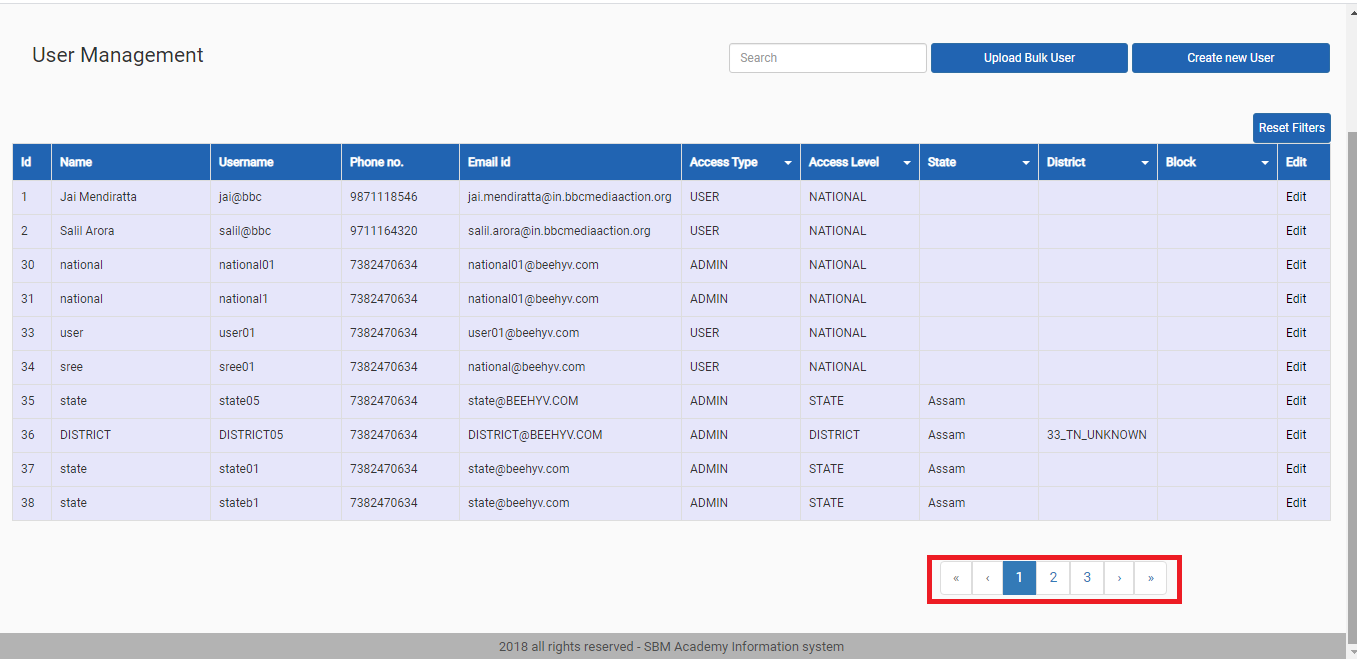 User Management
Search Upload Bulk User Create new User
Reset Filters
Id Name Username Phone no. Email id Access Type Access Level State District Block Edit
1 Jai Mendiratta jai@bbc 9871118546 jai.mendiratta@in.bbcmediaaction.org USER NATIONAL Edit
2 Salil Arora salil@bbc 9711164320 salil.arora@in.bbcmediaaction.org USER NATIONAL Edit
30 national national01 7382470634 national01@beehyv.com ADMIN NATIONAL Edit
31 national national1 7382470634 national01@beehyv.com ADMIN NATIONAL Edit
33 user user01 7382470634 user01@beehyv.com USER NATIONAL Edit
34 sree sree01 7382470634 national@beehyv.com USER NATIONAL Edit
35 state state05 7382470634 state@BEEHYV.COM ADMIN STATE Assam Edit
36 DISTRICT DISTRICT05 7382470634 DISTRICT@BEEHYV.COM ADMIN DISTRICT Assam 33_TN_UNKNOWN Edit
37 state state01 7382470634 state@beehyv.com ADMIN STATE Assam Edit
38 state stateb1 7382470634 state@beehyv.com ADMIN STATE Assam Edit
« ‹ 1 2 3 › »
2018 all rights reserved - SBM Academy Information system